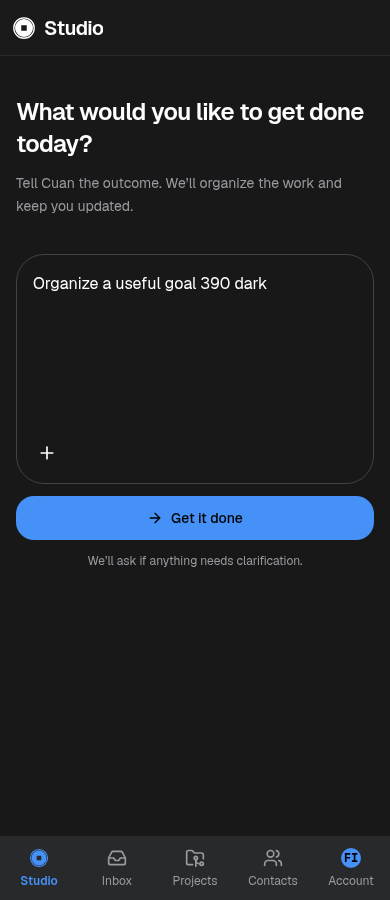 Studio
What would you like to get done
today?
Tell Cuan the outcome. We'll organize the work and
keep you updated.
Organize a useful goal 390 dark
Get it done
We'll ask if anything needs clarification.
FI
Studio Inbox Projects Contacts Account